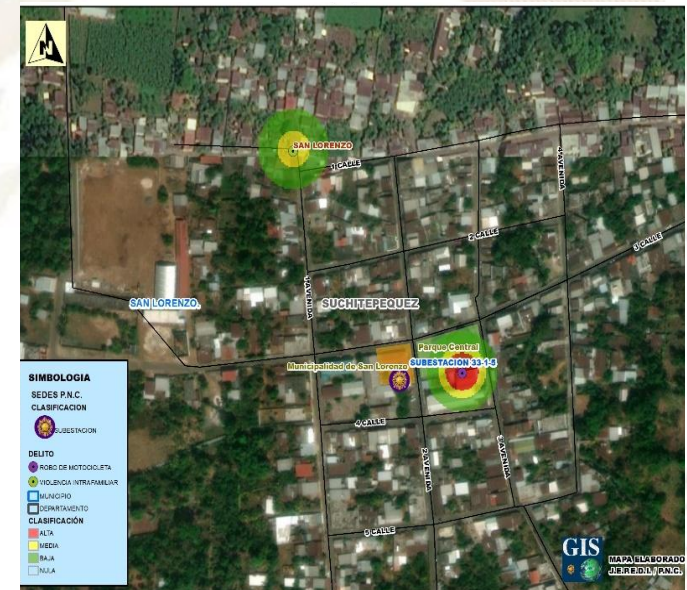 N
SAN LORENZO
1 CALLE
4 AVENIDA
2 CALLE
3 CALLE
SAN LORENZO.
1 AVENIDA
SUCHITEPEQUEZ
Parque Central
Municipalidad de San Lorenzo
SUBESTACION 33-1-5
4 CALLE
2 AVENIDA
3 AVENIDA
5 CALLE
SIMBOLOGIA
SEDES P.N.C.
CLASIFICACION
SUBESTACION
DELITO
ROBO DE MOTOCICLETA
VIOLENCIA INTRAFAMILIAR
MUNICIPIO
DEPARTAMENTO
CLASIFICACIÓN
ALTA
MEDIA
BAJA
NULA
GIS
MAPA ELABORADO
J.E.R.E.D.I. / P.N.C.